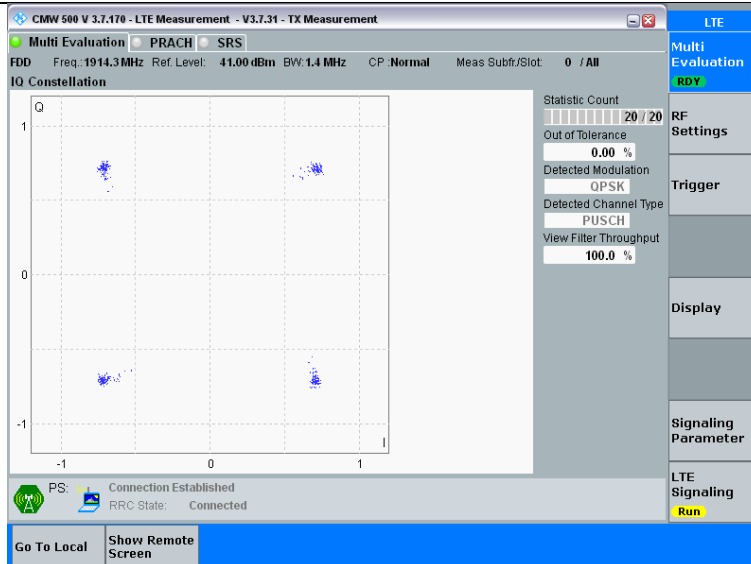 CMW 500 V 3.7.170 - LTE Measurement - V3.7.31 - TX Measurement
LTE
Multi Evaluation PRACH SRS
FDD Freq.: 1914.3 MHz Ref. Level: 41.00 dBm BW: 1.4 MHz CP : Normal Meas Subfr./Slot: 0 / All
IQ Constellation
Q
1
0
-1
-1 0 1
I
Statistic Count
20 / 20
Out of Tolerance
0.00 %
Detected Modulation
QPSK
Detected Channel Type
PUSCH
View Filter Throughput
100.0 %
Multi
Evaluation
RDY
RF
Settings
Trigger
Display
Signaling
Parameter
LTE
Signaling
Run
PS: Connection Established
RRC State: Connected
Go To Local
Show Remote
Screen